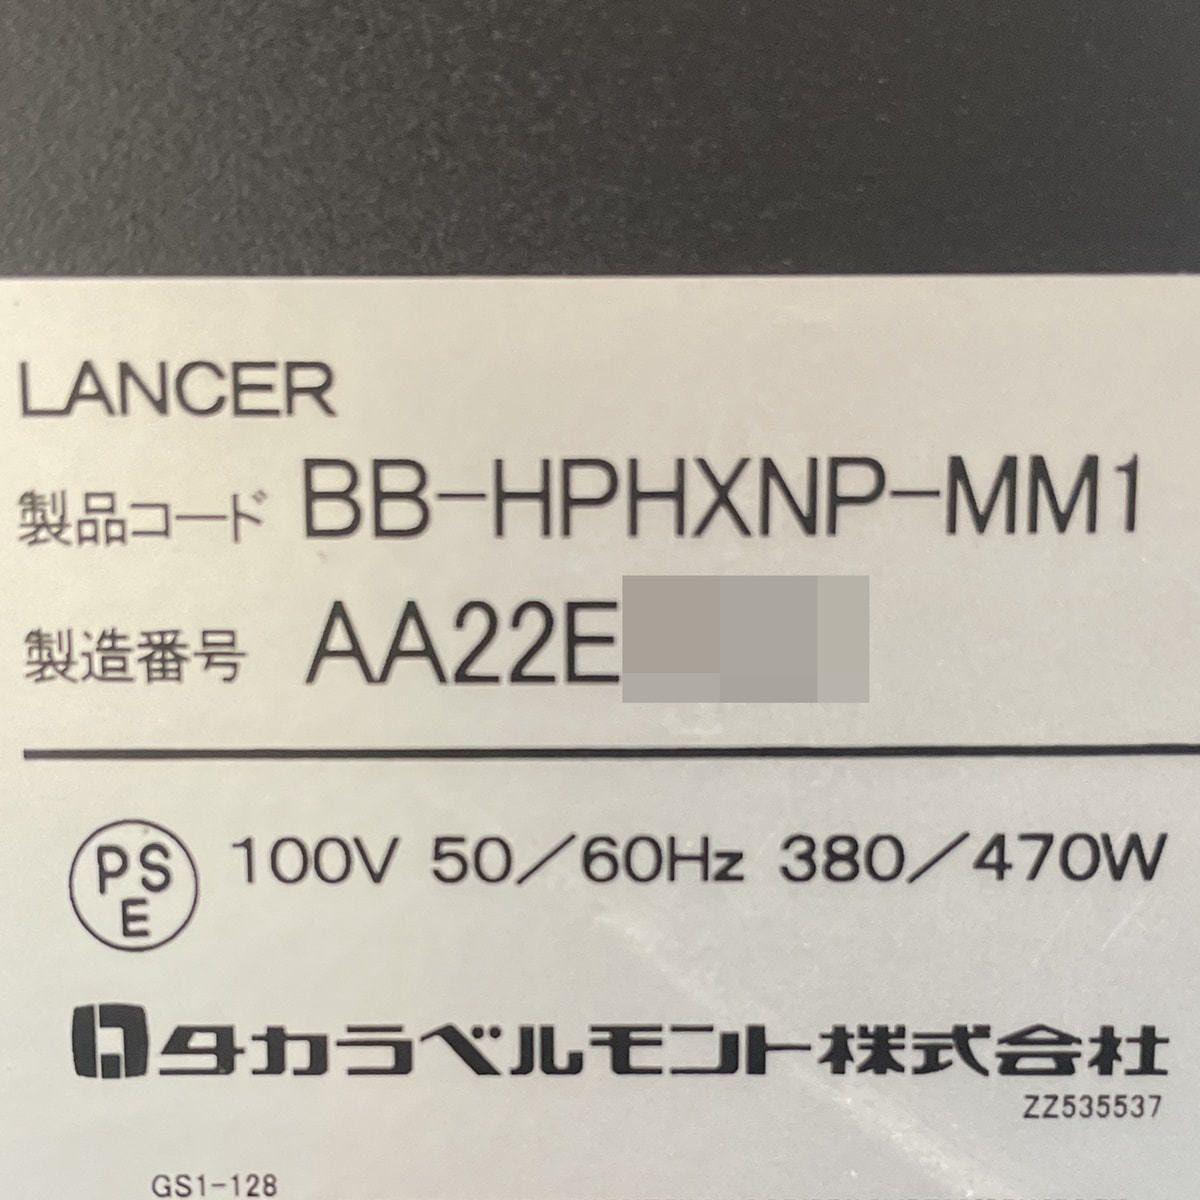 LANCER
製品コード BB-HPHXNP-MM1
製造番号 AA22E
PSE 100V 50/60Hz 380/470W
タカラベルモント株式会社
ZZ535537
GS1-128